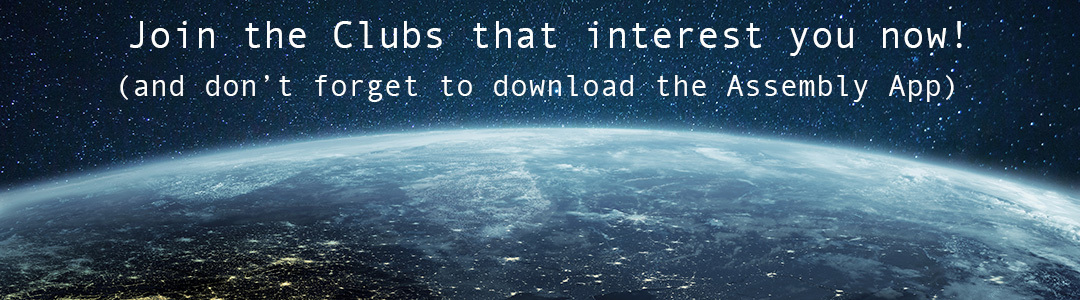 Join the Clubs that interest you now!
(and don’t forget to download the Assembly App)